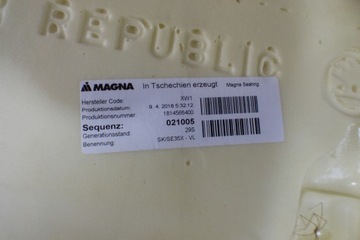 REPUBLIC
MAGNA In Tschechien erzeugt Magna Seating
Hersteller Code: XW1
Produktionsdatum: 9. 4. 2018 5:32:12
Produktionsnummer: 1814565400
Sequenz: 021005
Generationsstand: 295
Benennung: SK/SE35X - VL